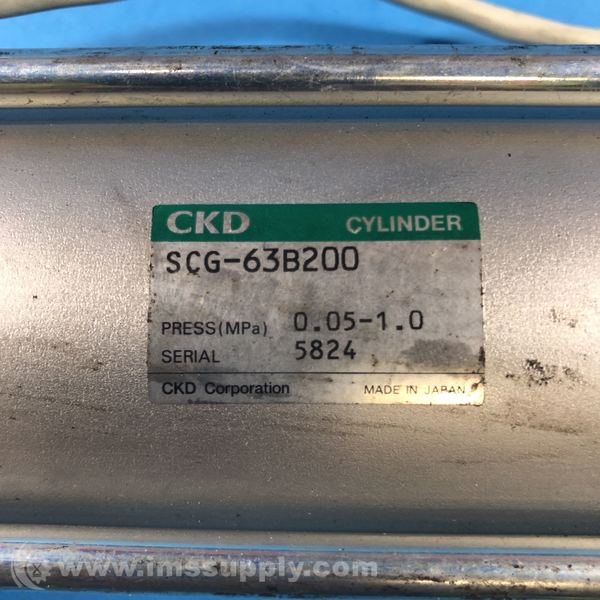 CKD CYLINDER
SCG-63B200
PRESS(MPa) 0.05-1.0
SERIAL 5824
CKD Corporation MADE IN JAPAN
www.imssupply.com